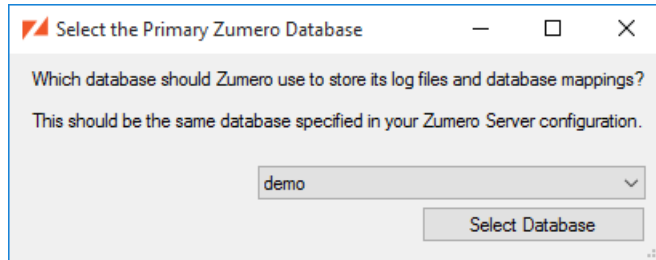 Select the Primary Zumero Database
Which database should Zumero use to store its log files and database mappings?
This should be the same database specified in your Zumero Server configuration.
demo
Select Database